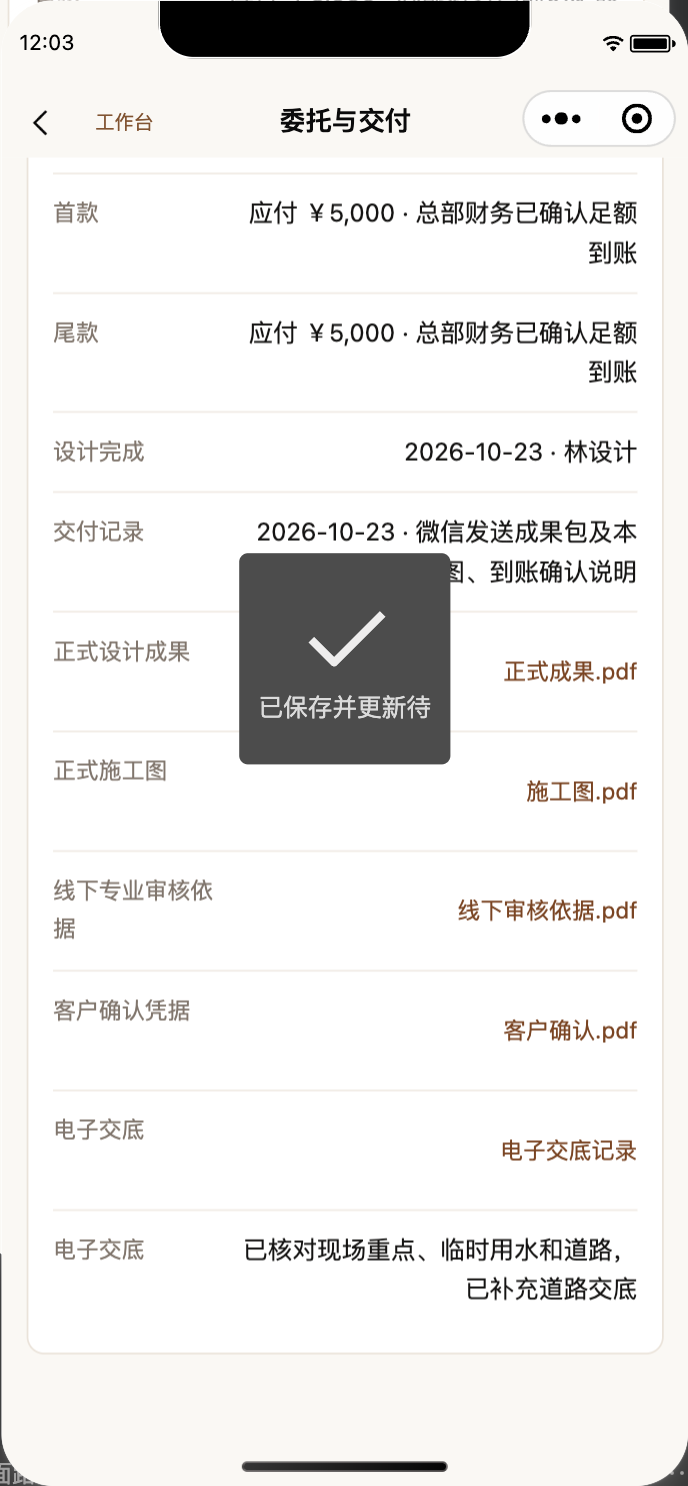 12:03
工作台
委托与交付
首款
应付 ￥5,000 · 总部财务已确认足额
到账
尾款
应付 ￥5,000 · 总部财务已确认足额
到账
设计完成
2026-10-23 · 林设计
交付记录
2026-10-23 · 微信发送成果包及本
图、到账确认说明
已保存并更新待
正式设计成果
正式成果.pdf
正式施工图
施工图.pdf
线下专业审核依
据
线下审核依据.pdf
客户确认凭据
客户确认.pdf
电子交底
电子交底记录
电子交底
已核对现场重点、临时用水和道路，
已补充道路交底